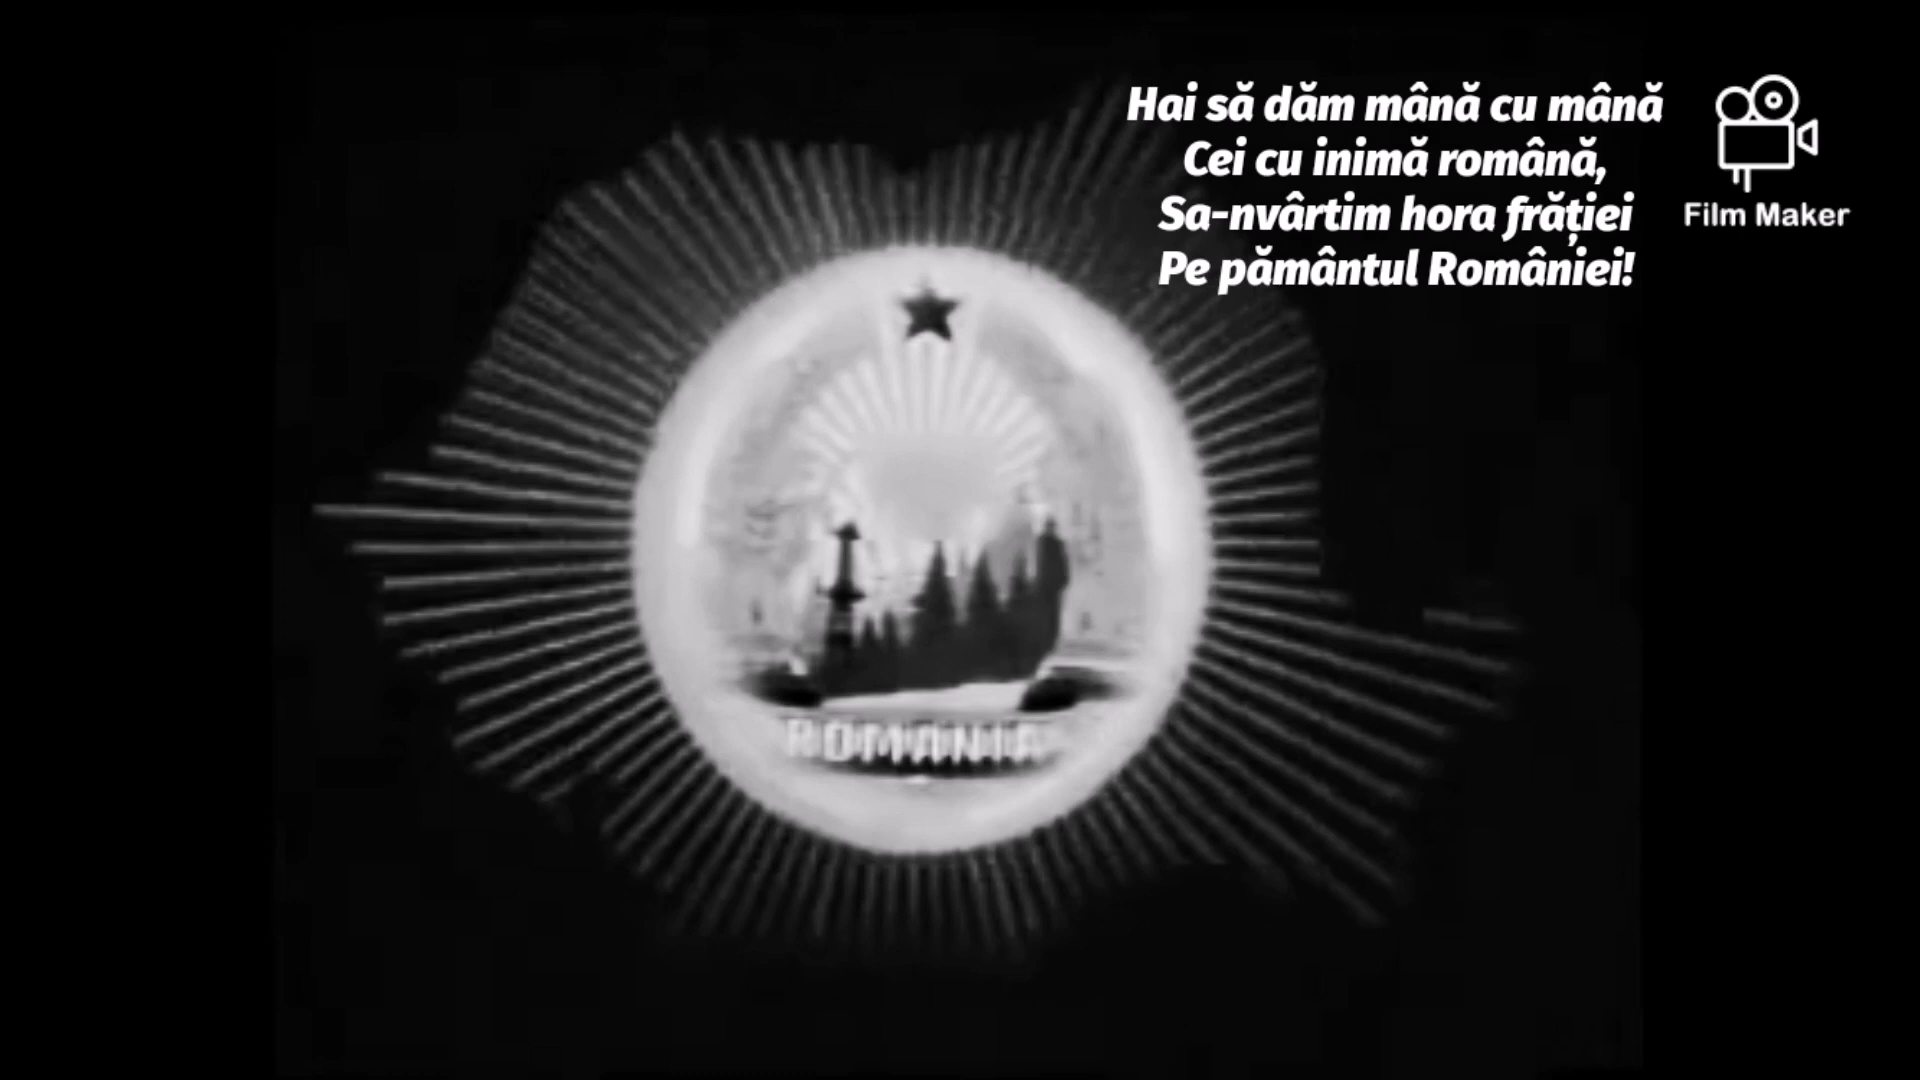 Hai să dăm mână cu mână
Cei cu inimă română,
Sa-nvârtim hora frăției
Pe pământul României!
Film Maker
ROMANIA